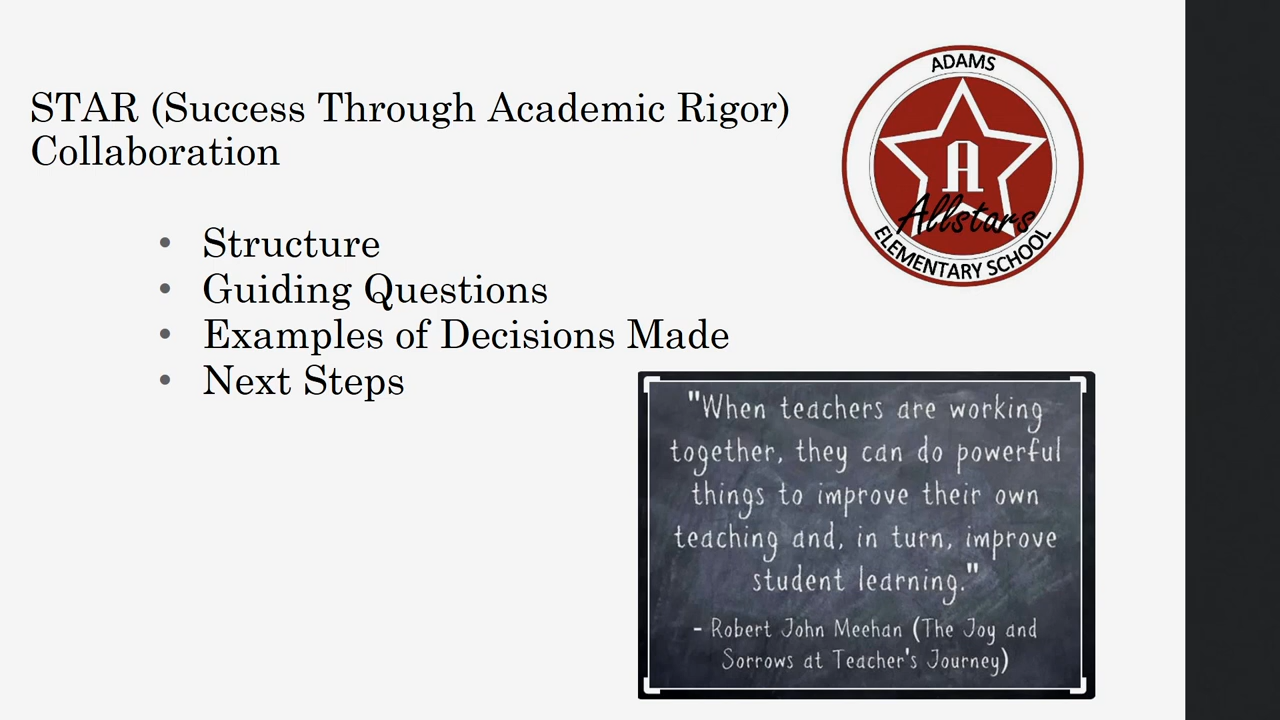 STAR (Success Through Academic Rigor)
Collaboration
• Structure
• Guiding Questions
• Examples of Decisions Made
• Next Steps
ADAMS
A
Allstars
ELEMENTARY SCHOOL
"When teachers are working
together, they can do powerful
things to improve their own
teaching and, in turn, improve
student learning."
- Robert John Meehan (The Joy and
Sorrows at Teacher's Journey)